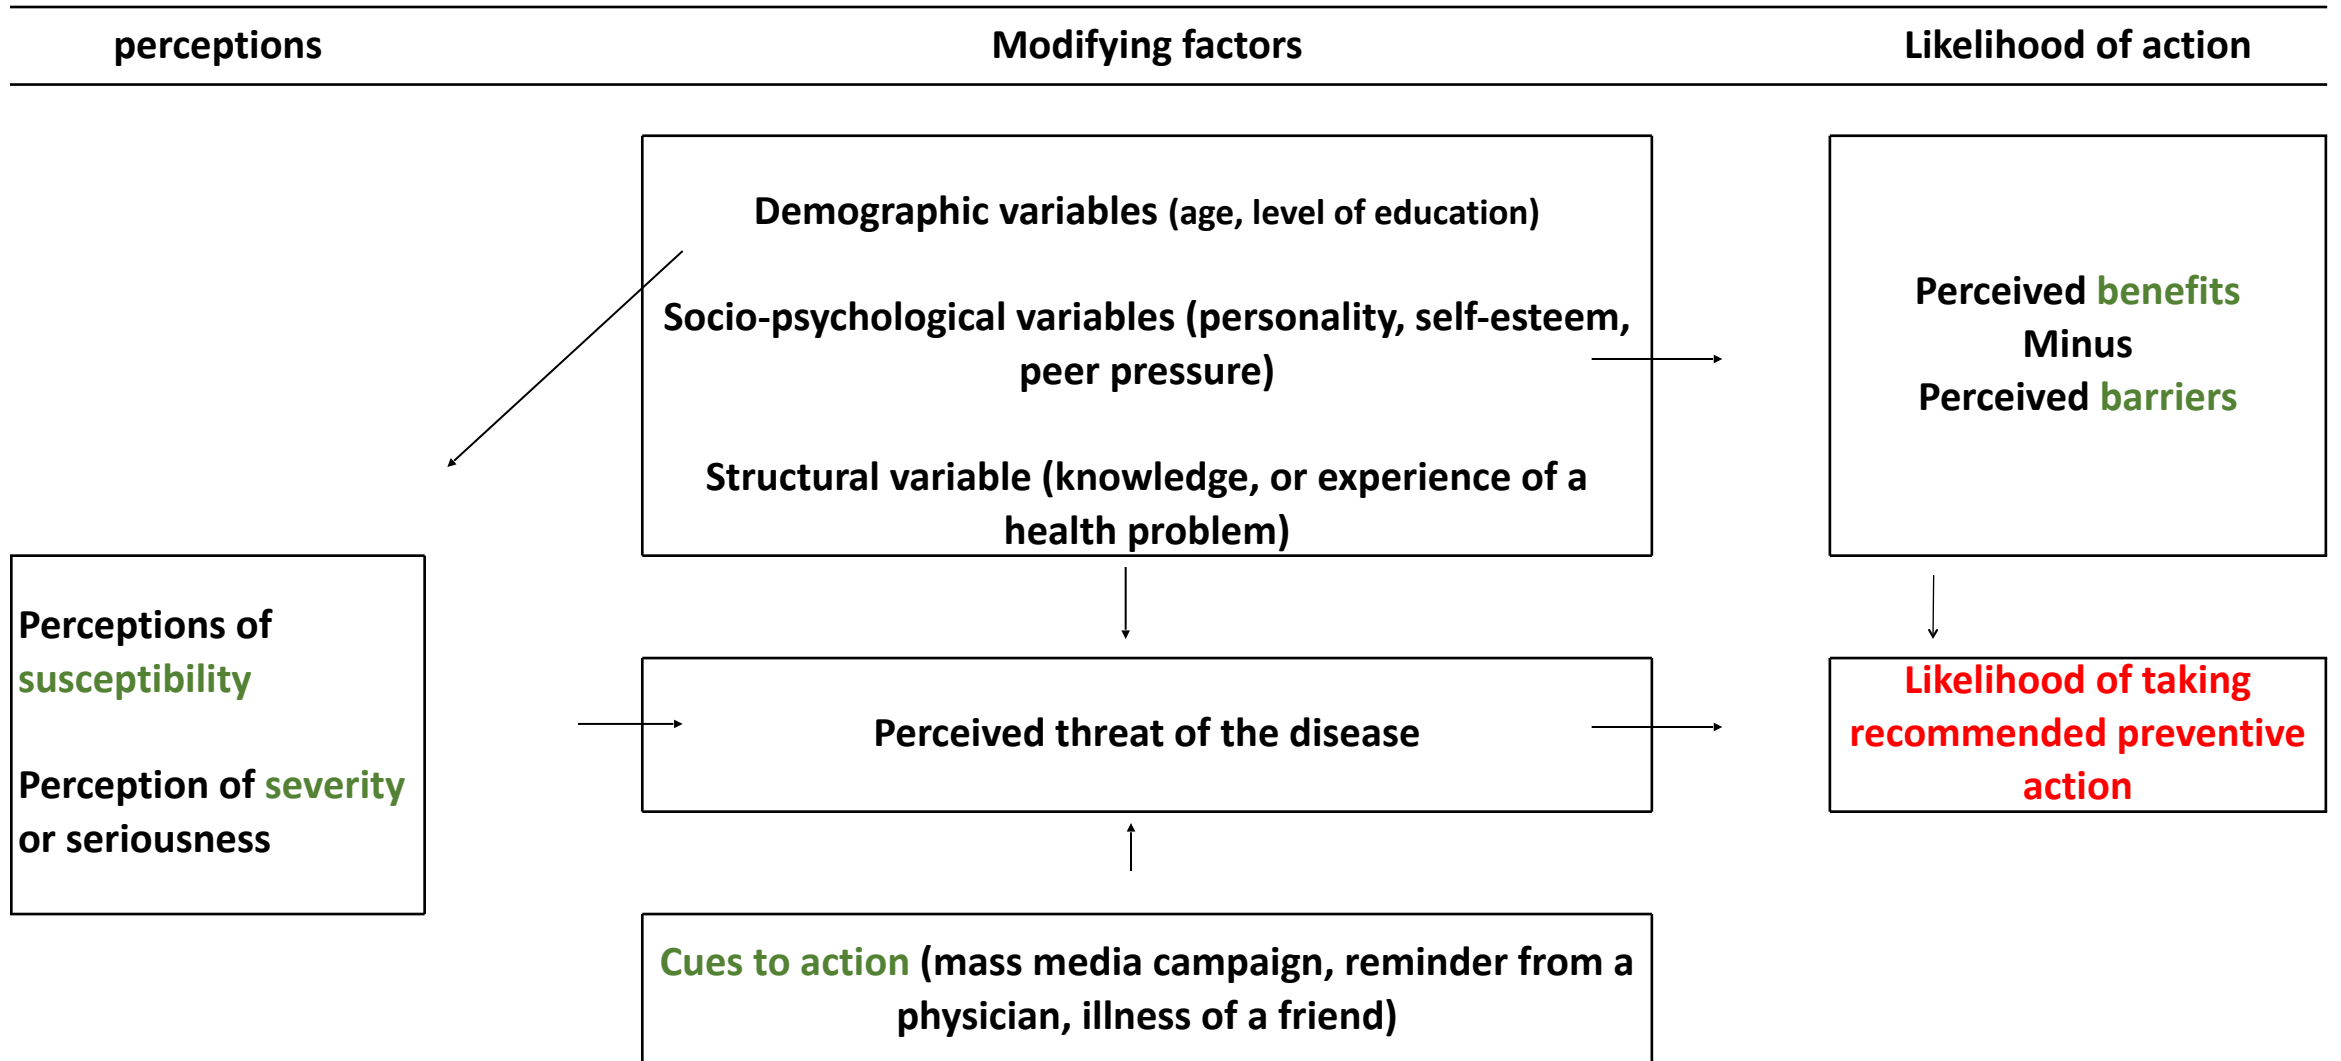 perceptions
Modifying factors
Likelihood of action
Demographic variables (age, level of education)
Socio-psychological variables (personality, self-esteem,
peer pressure)
Structural variable (knowledge, or experience of a
health problem)
Perceived benefits
Minus
Perceived barriers
Perceptions of
susceptibility
Perception of severity
or seriousness
Perceived threat of the disease
Likelihood of taking
recommended preventive
action
Cues to action (mass media campaign, reminder from a
physician, illness of a friend)